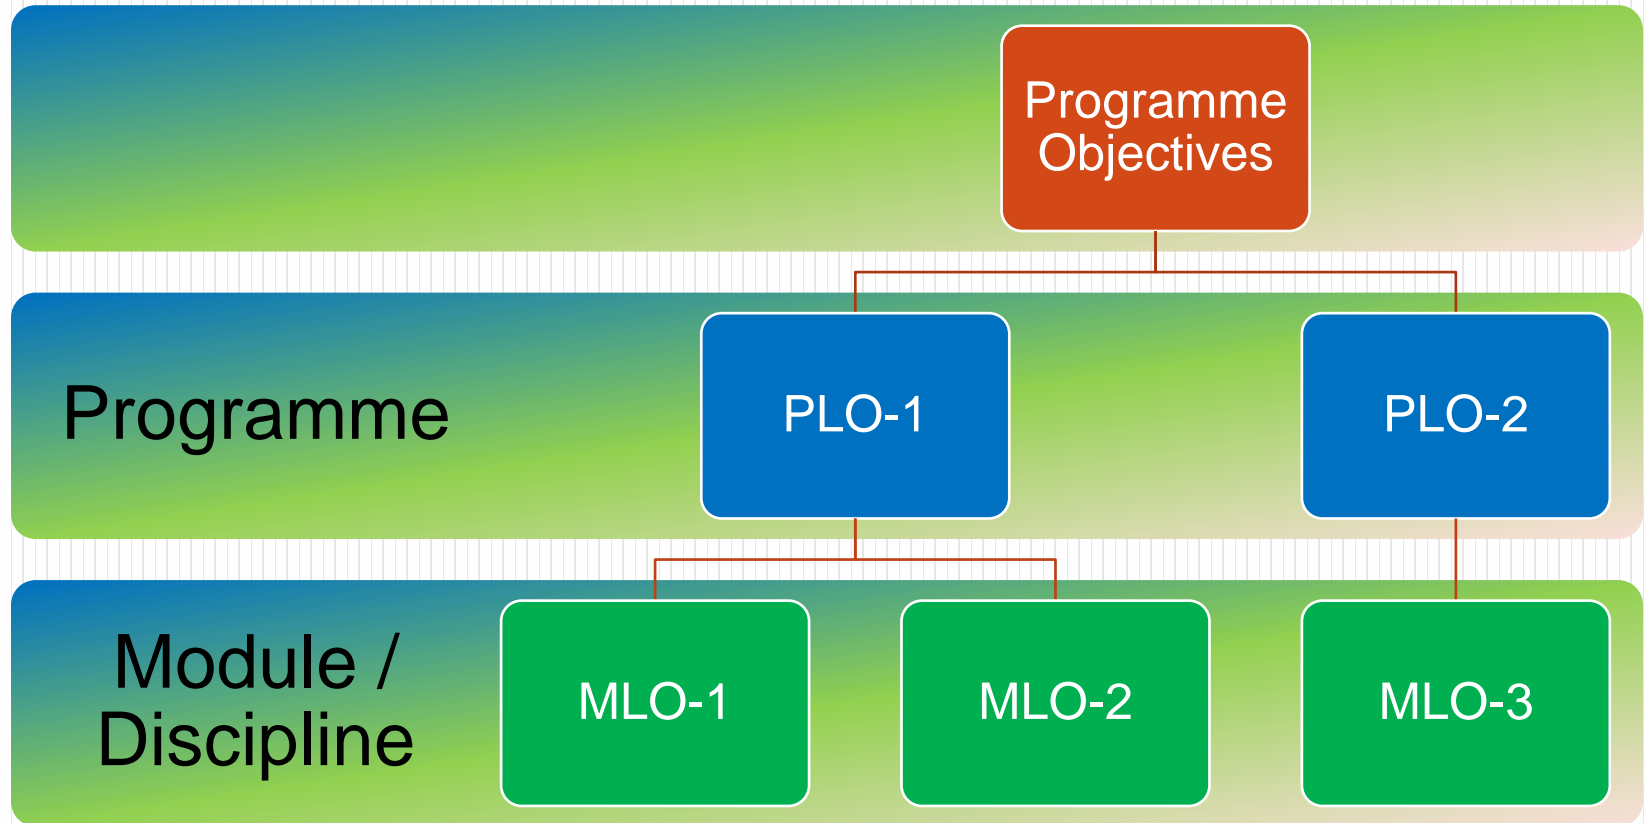 Programme
Objectives
Programme
PLO-1
PLO-2
Module /
Discipline
MLO-1
MLO-2
MLO-3